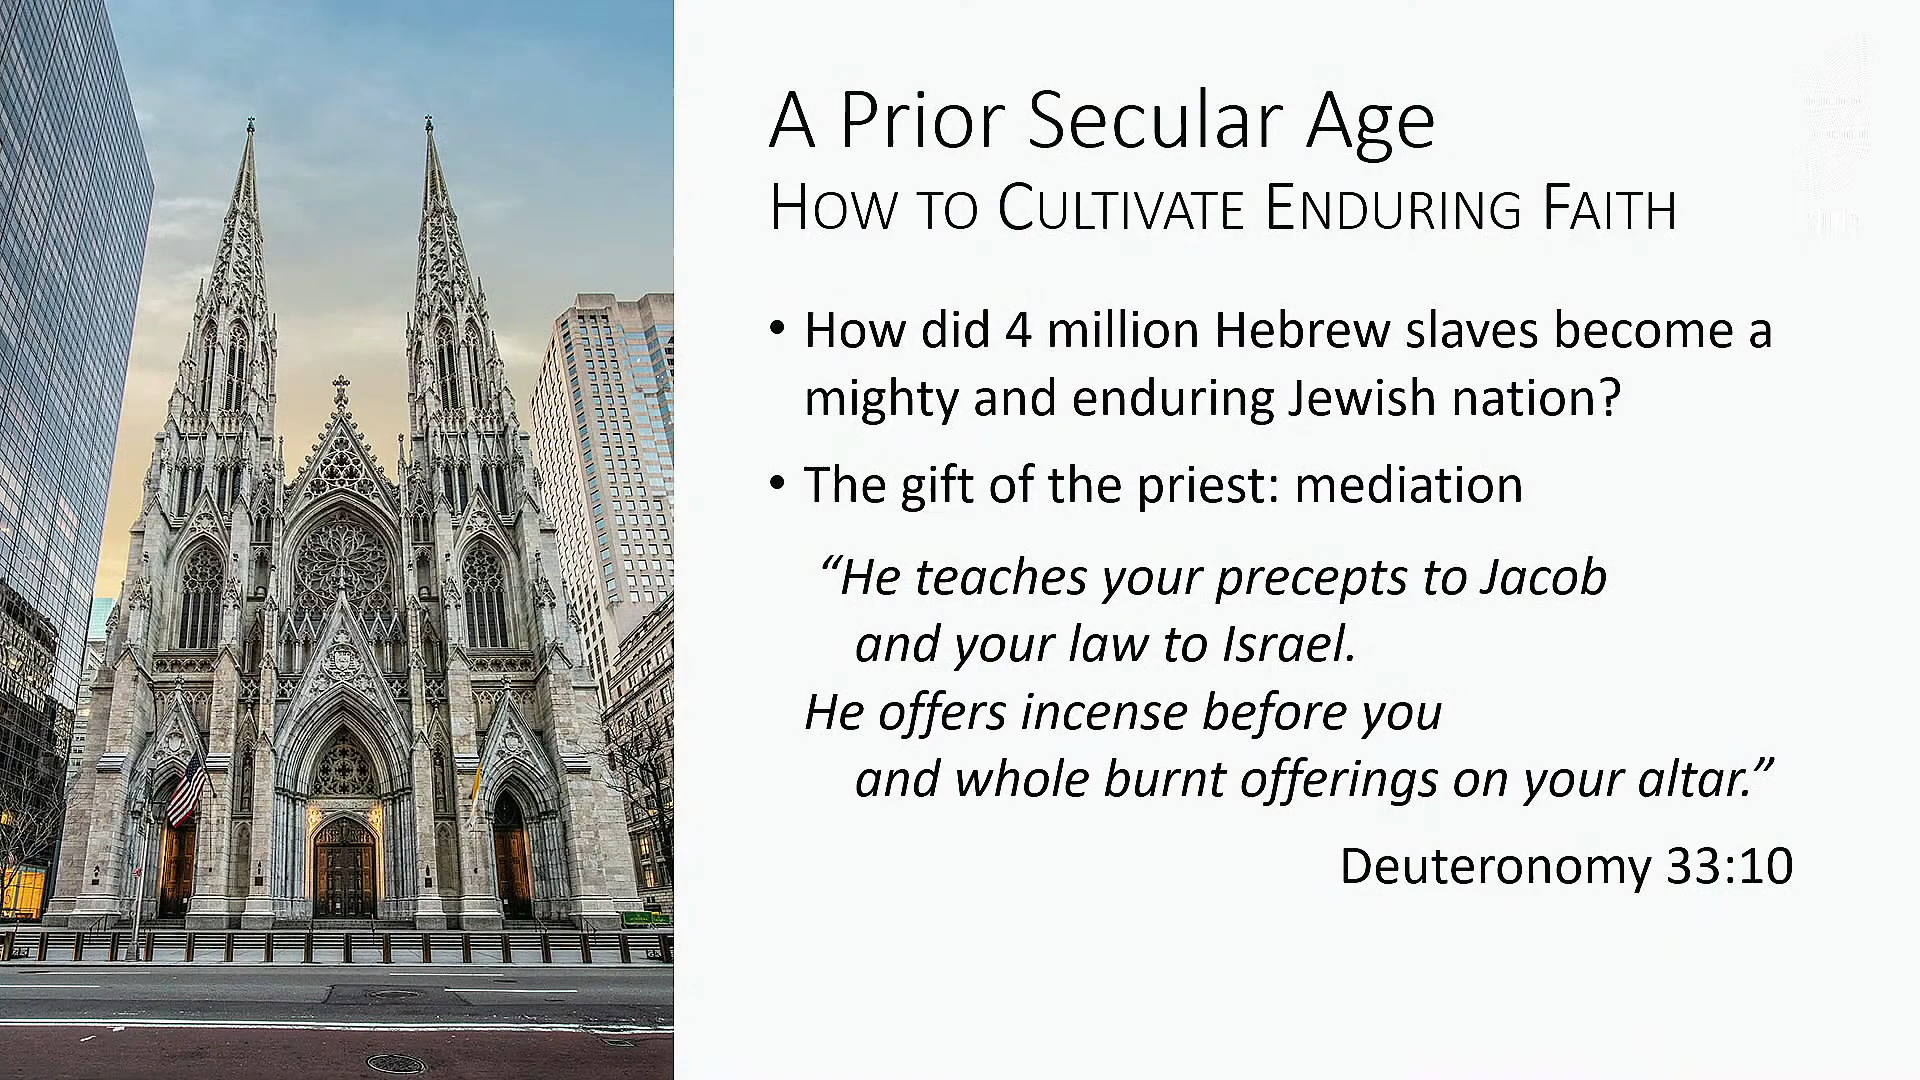 A Prior Secular Age
HOW TO CULTIVATE ENDURING FAITH
• How did 4 million Hebrew slaves become a
mighty and enduring Jewish nation?
• The gift of the priest: mediation
“He teaches your precepts to Jacob
and your law to Israel.
He offers incense before you
and whole burnt offerings on your altar.”
Deuteronomy 33:10